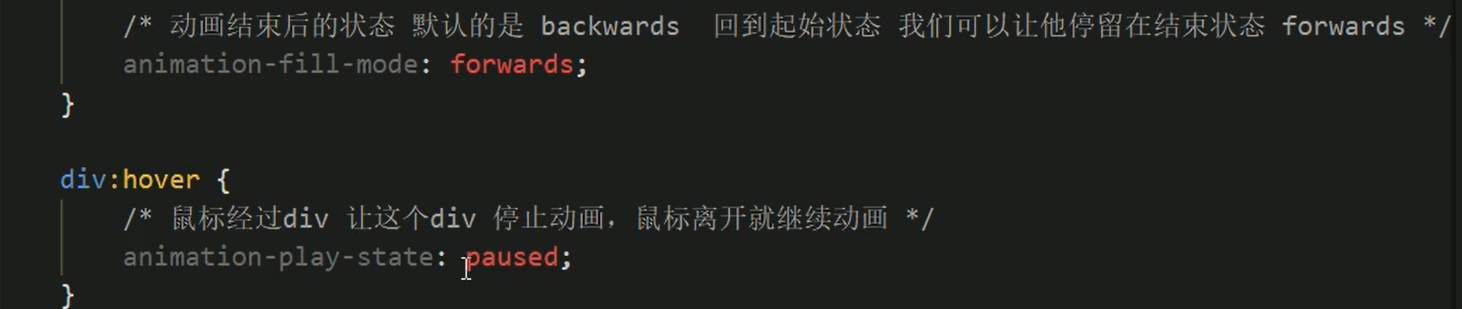 /* 动画结束后的状态 默认的是 backwards  回到起始状态 我们可以让他停留在结束状态 forwards */
animation-fill-mode: forwards;
}
div:hover {
/* 鼠标经过div 让这个div 停止动画，鼠标离开就继续动画 */
animation-play-state: paused;
}